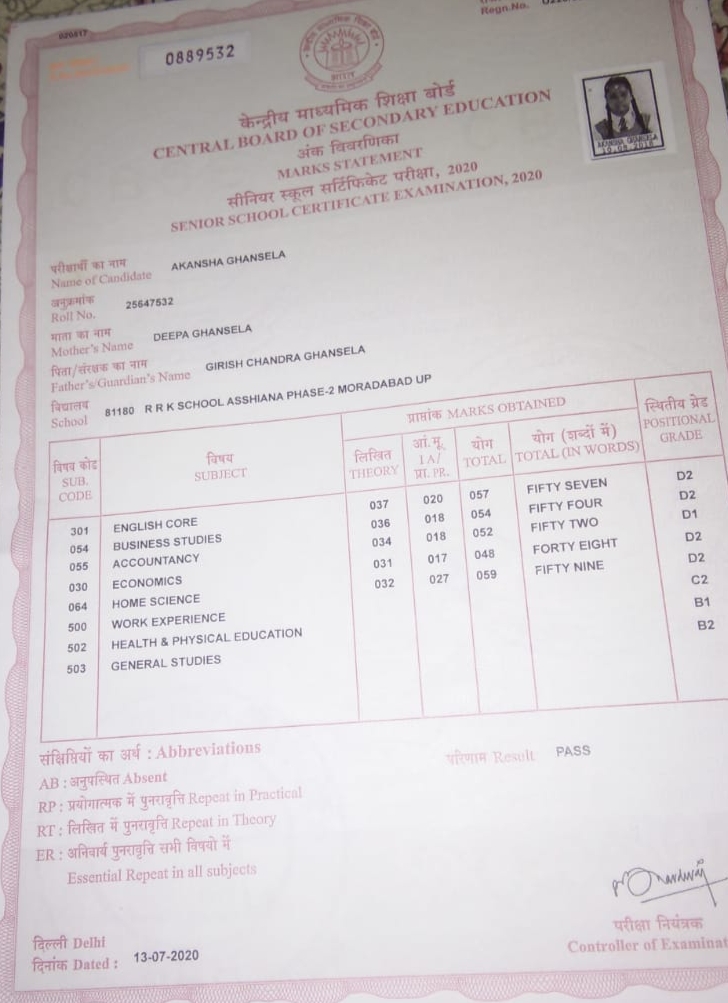 020817
Regn.No.
0889532
भारत
केन्द्रीय माध्यमिक शिक्षा बोर्ड
CENTRAL BOARD OF SECONDARY EDUCATION
अंक विवरणिका
MARKS STATEMENT
सीनियर स्कूल सर्टिफिकेट परीक्षा, 2020
SENIOR SCHOOL CERTIFICATE EXAMINATION, 2020
AKANSHA GHANSELA
परीक्षार्थी का नाम
Name of Candidate AKANSHA GHANSELA
अनुक्रमांक
Roll No. 25647532
माता का नाम
Mother's Name DEEPA GHANSELA
पिता/संरक्षक का नाम
Father's/Guardian's Name GIRISH CHANDRA GHANSELA
विद्यालय
School 81180 R R K SCHOOL ASSHIANA PHASE-2 MORADABAD UP
प्राप्तांक MARKS OBTAINED
विषय कोड SUB. CODE विषय SUBJECT लिखित THEORY आं.मू. I A/ प्रा. PR. योग TOTAL योग (शब्दों में) TOTAL (IN WORDS) स्थितीय ग्रेड POSITIONAL GRADE
301 ENGLISH CORE 037 020 057 FIFTY SEVEN D2
054 BUSINESS STUDIES 036 018 054 FIFTY FOUR D2
055 ACCOUNTANCY 034 018 052 FIFTY TWO D1
030 ECONOMICS 031 017 048 FORTY EIGHT D2
064 HOME SCIENCE 032 027 059 FIFTY NINE D2
500 WORK EXPERIENCE C2
502 HEALTH & PHYSICAL EDUCATION B1
503 GENERAL STUDIES B2
संक्षिप्तियों का अर्थ : Abbreviations
परिणाम Result PASS
AB : अनुपस्थित Absent
RP : प्रयोगात्मक में पुनरावृत्ति Repeat in Practical
RT : लिखित में पुनरावृत्ति Repeat in Theory
ER : अनिवार्य पुनरावृत्ति सभी विषयो में
Essential Repeat in all subjects
दिल्ली Delhi
दिनांक Dated : 13-07-2020
परीक्षा नियंत्रक
Controller of Examinat